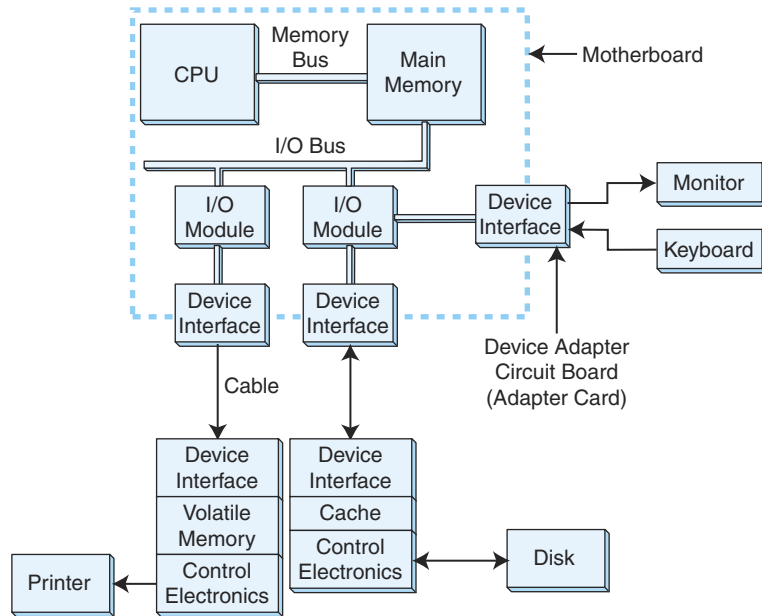 Memory
Bus
CPU
Main
Memory
Motherboard
I/O Bus
I/O
Module
I/O
Module
Device
Interface
Monitor
Keyboard
Device
Interface
Device
Interface
Device Adapter
Circuit Board
(Adapter Card)
Cable
Device
Interface
Volatile
Memory
Control
Electronics
Device
Interface
Cache
Control
Electronics
Printer
Disk